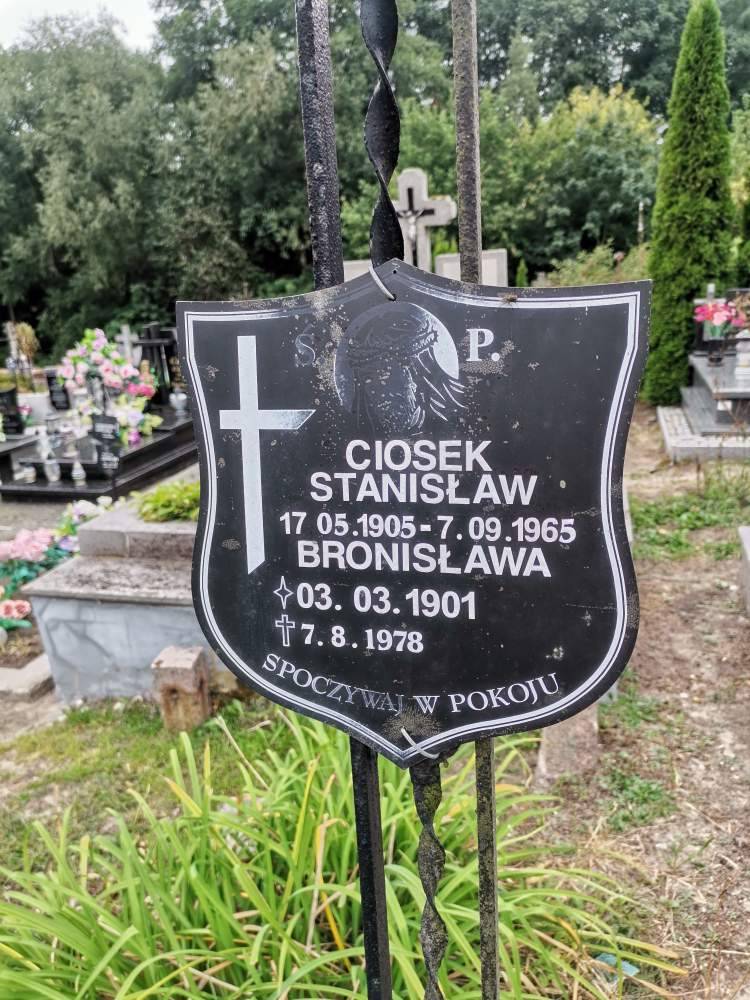 Ś. P.
CIOSEK
STANISŁAW
17 05.1905 - 7.09.1965
BRONISŁAWA
03. 03.1901
7. 8. 1978
SPOCZYWAJ W POKOJU